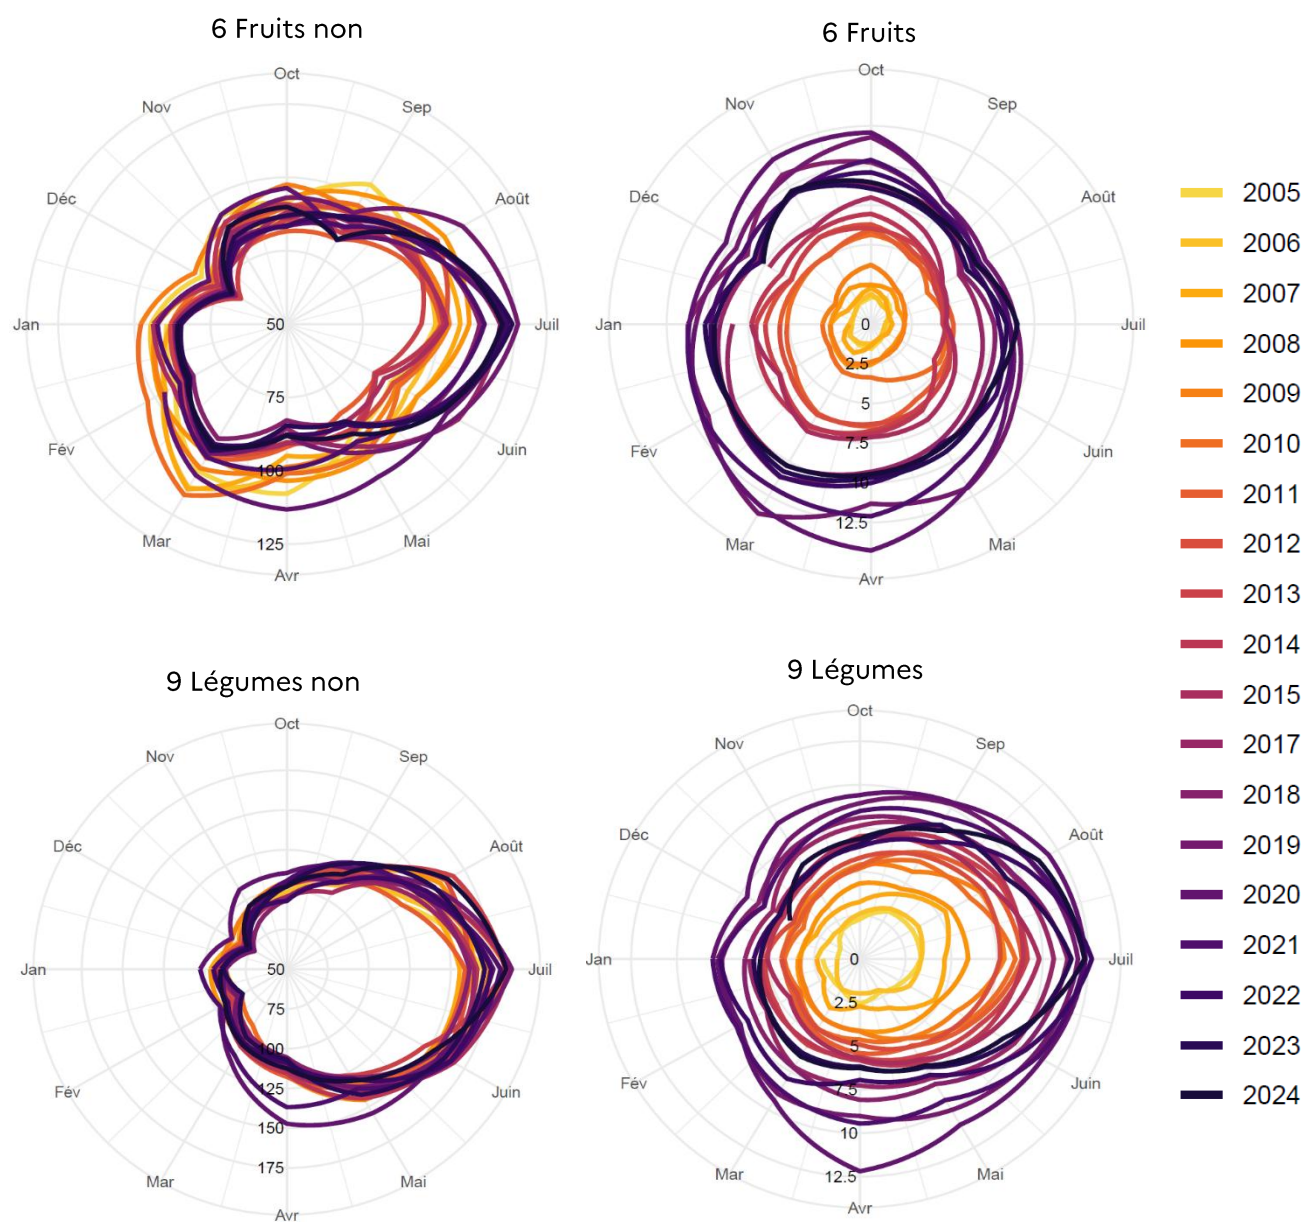 6 Fruits non
6 Fruits
Oct
Nov
Sep
Déc
Août
Jan
50
Juil
75
Fév
100
Juin
Mar
125
Mai
Avr
Oct
Nov
Sep
Déc
Août
Jan
0
Juil
2.5
5
7.5
Fév
10
Juin
12.5
Mar
Mai
Avr
9 Légumes non
9 Légumes
Oct
Nov
Sep
Déc
Août
Jan
50
Juil
75
100
Fév
125
Juin
150
175
Mar
Mai
Avr
Oct
Nov
Sep
Déc
Août
Jan
0
Juil
2.5
5
Fév
7.5
Juin
10
12.5
Mar
Mai
Avr
2005
2006
2007
2008
2009
2010
2011
2012
2013
2014
2015
2017
2018
2019
2020
2021
2022
2023
2024